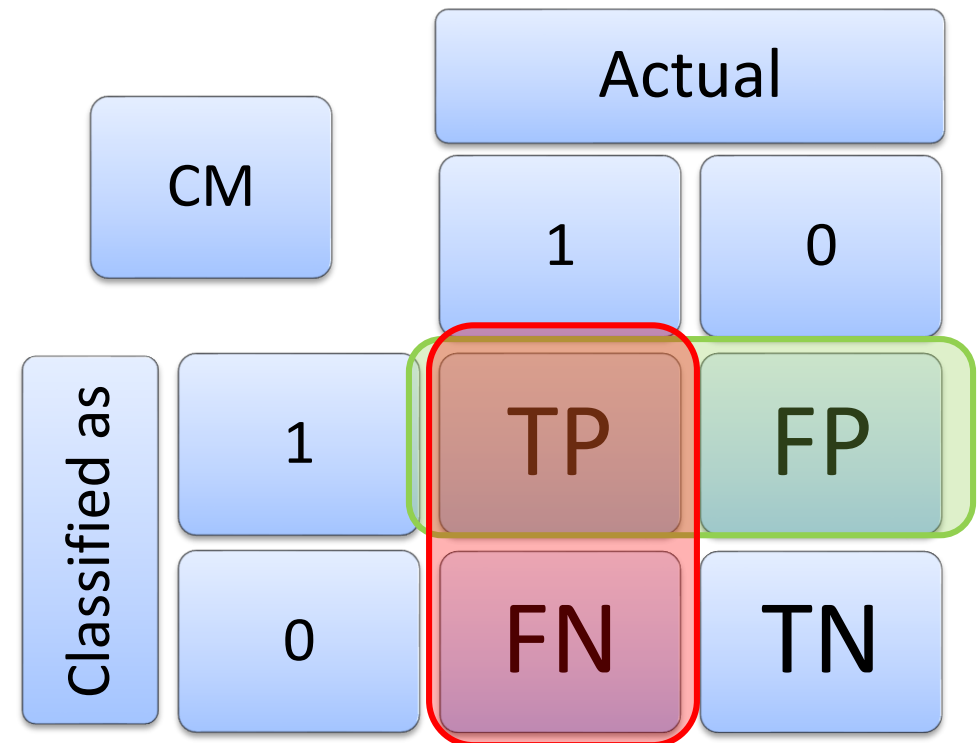 Actual
CM
1 0
Classified as
1 TP FP
0 FN TN